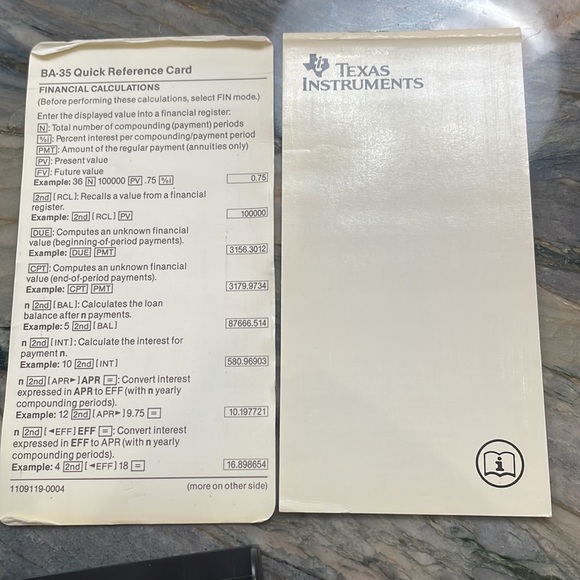 BA-35 Quick Reference Card
FINANCIAL CALCULATIONS
(Before performing these calculations, select FIN mode.)
Enter the displayed value into a financial register:
N: Total number of compounding (payment) periods
%i: Percent interest per compounding/payment period
PMT: Amount of the regular payment (annuities only)
PV: Present value
FV: Future value
Example: 36 N 100000 PV .75 %i 0.75
2nd [RCL]: Recalls a value from a financial
register.
Example: 2nd [RCL] PV 100000
DUE: Computes an unknown financial
value (beginning-of-period payments).
Example: DUE PMT 3156.3012
CPT: Computes an unknown financial
value (end-of-period payments).
Example: CPT PMT 3179.9734
n 2nd [BAL]: Calculates the loan
balance after n payments.
Example: 5 2nd [BAL] 87666.514
n 2nd [INT]: Calculate the interest for
payment n.
Example: 10 2nd [INT] 580.96903
n 2nd [APR►] APR =: Convert interest
expressed in APR to EFF (with n yearly
compounding periods).
Example: 12 2nd [APR►] 9.75 = 10.197721
n 2nd [◄EFF] EFF =: Convert interest
expressed in EFF to APR (with n yearly
compounding periods).
Example: 4 2nd [◄EFF] 18 = 16.898654
1109119-0004 (more on other side)
TEXAS
INSTRUMENTS
i